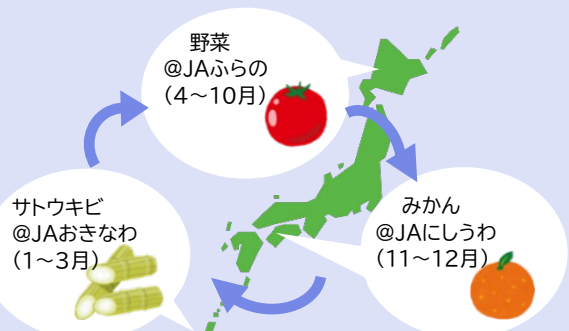 野菜
@JAふらの
(4～10月)
みかん
@JAにしうわ
(11～12月)
サトウキビ
@JAおきなわ
(1～3月)